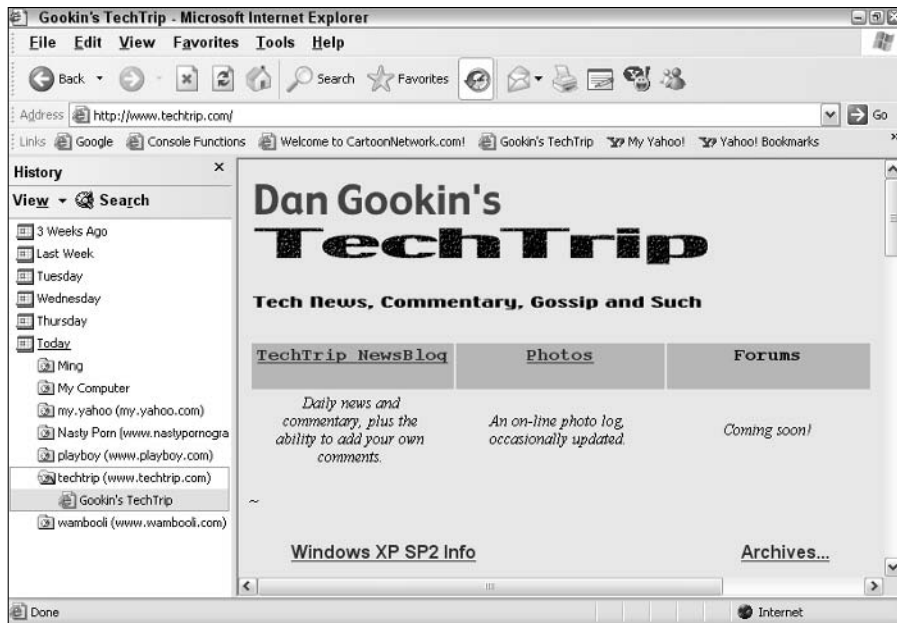 Gookin's TechTrip - Microsoft Internet Explorer
File Edit View Favorites Tools Help
Back Search Favorites
Address http://www.techtrip.com/ Go
Links Google Console Functions Welcome to CartoonNetwork.com! Gookin's TechTrip My Yahoo! Yahoo! Bookmarks
History
View Search
3 Weeks Ago
Last Week
Tuesday
Wednesday
Thursday
Today
Ming
My Computer
my.yahoo (my.yahoo.com)
Nasty Porn (www.nastypornogra
playboy (www.playboy.com)
techtrip (www.techtrip.com)
Gookin's TechTrip
wambooli (www.wambooli.com)
Dan Gookin's
TechTrip
Tech News, Commentary, Gossip and Such
TechTrip NewsBlog Photos Forums
Daily news and
commentary, plus the
ability to add your own
comments.
An on-line photo log,
occasionally updated.
Coming soon!
~
Windows XP SP2 Info Archives...
Done Internet